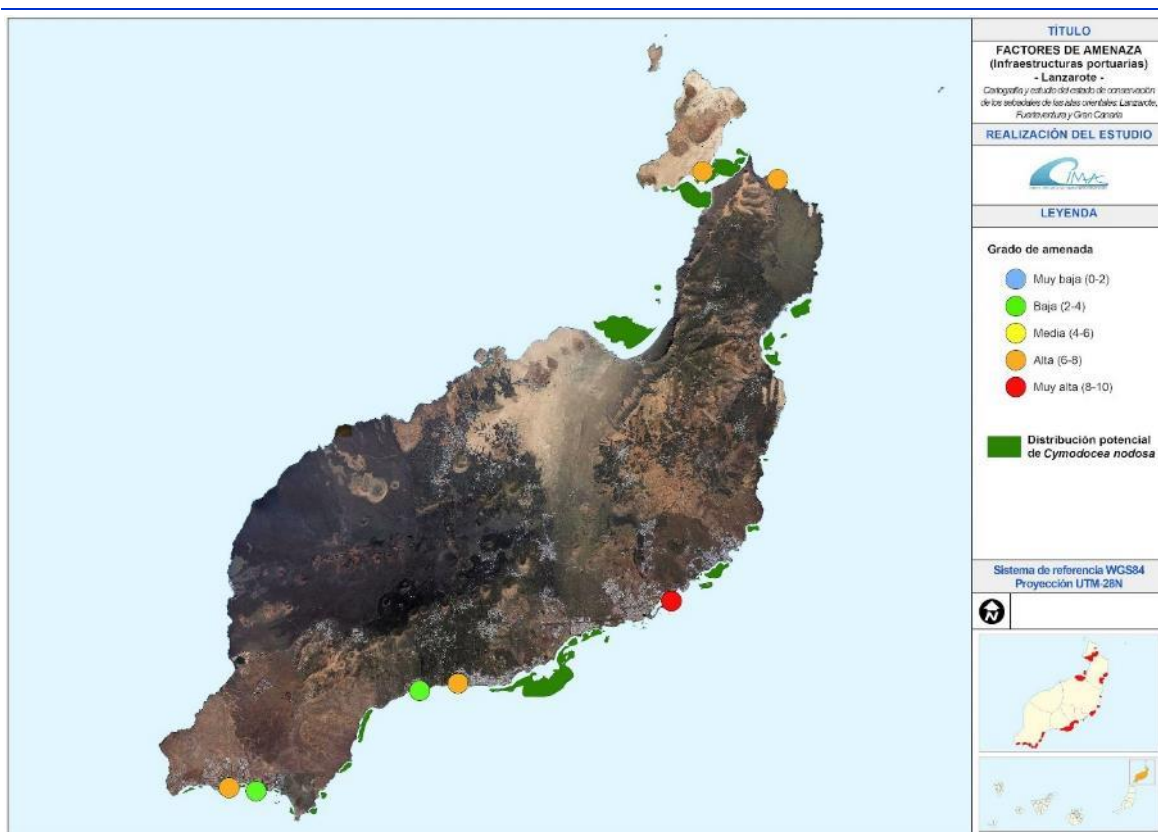 TÍTULO
FACTORES DE AMENAZA
(Infraestructuras portuarias)
- Lanzarote -
Cartografía y estudio del estado de conservación
de los sebadales de las islas orientales: Lanzarote,
Fuerteventura y Gran Canaria
REALIZACIÓN DEL ESTUDIO
CIMA
LEYENDA
Grado de amenada
Muy baja (0-2)
Baja (2-4)
Media (4-6)
Alta (6-8)
Muy alta (8-10)
Distribución potencial
de Cymodocea nodosa
Sistema de referencia WGS84
Proyección UTM-28N
N